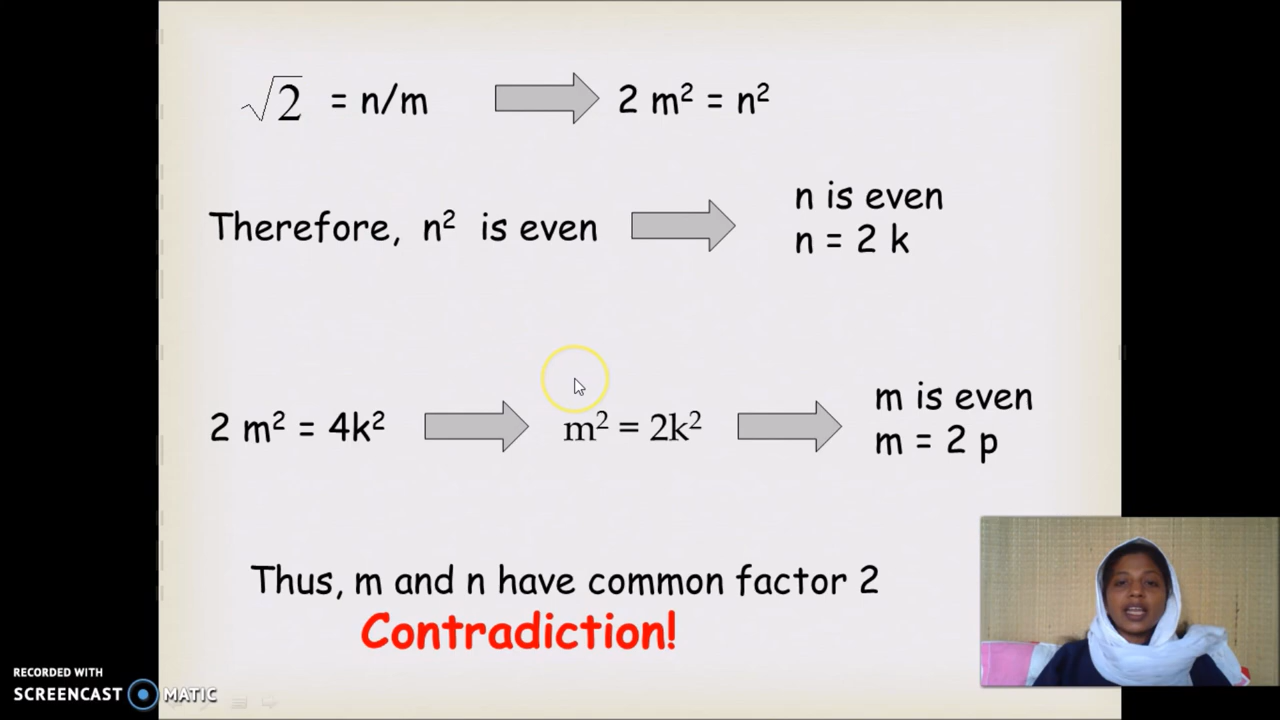 √2 = n/m 2 m² = n²
Therefore, n² is even
n is even
n = 2 k
2 m² = 4k² m² = 2k²
m is even
m = 2 p
Thus, m and n have common factor 2
Contradiction!
RECORDED WITH
SCREENCAST MATIC